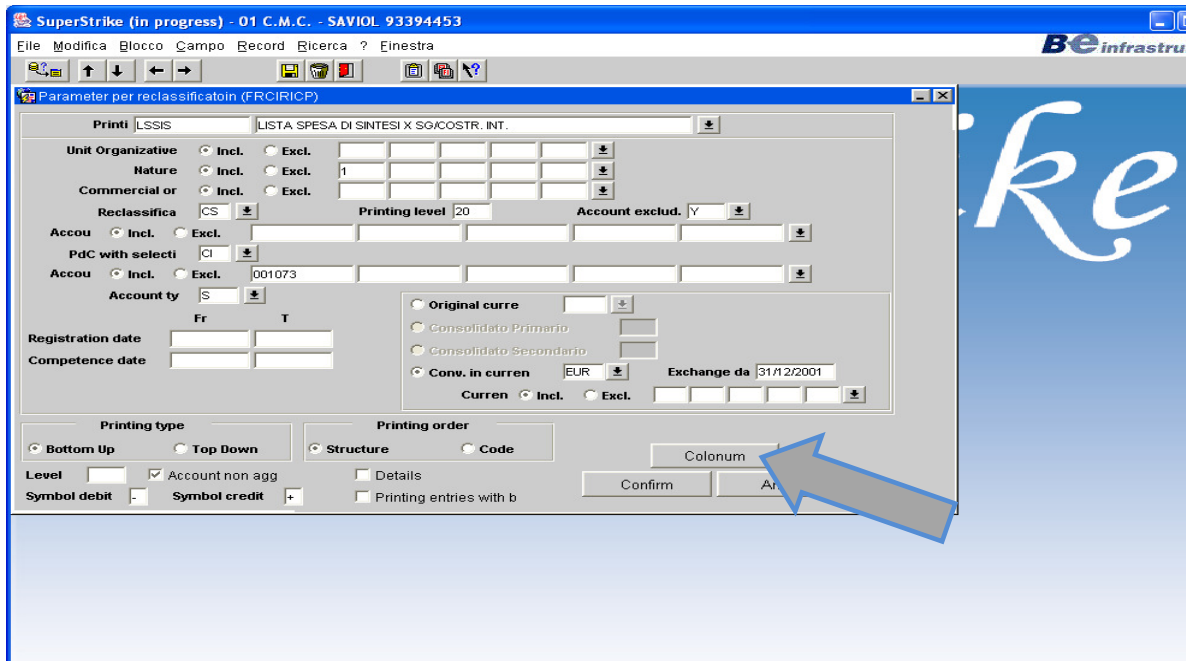 SuperStrike (in progress) - 01 C.M.C. - SAVIOL 93394453
File Modifica Blocco Campo Record Ricerca ? Finestra
Be infrastru
Parameter per reclassificatoin (FRCIRICP)
Printi LSSIS LISTA SPESA DI SINTESI X SG/COSTR. INT.
Unit Organizative Incl. Excl.
Nature Incl. Excl. 1
Commercial or Incl. Excl.
Reclassifica CS Printing level 20 Account exclud. Y
Accou Incl. Excl.
PdC with selecti CI
Accou Incl. Excl. 001073
Account ty S
Original curre
Fr T
Consolidato Primario
Registration date
Consolidato Secondario
Competence date
Conv. in curren EUR Exchange da 31/12/2001
Curren Incl. Excl.
Printing type Printing order
Bottom Up Top Down Structure Code
Colonum
Level Account non agg Details
Confirm
Symbol debit - Symbol credit + Printing entries with b
ike